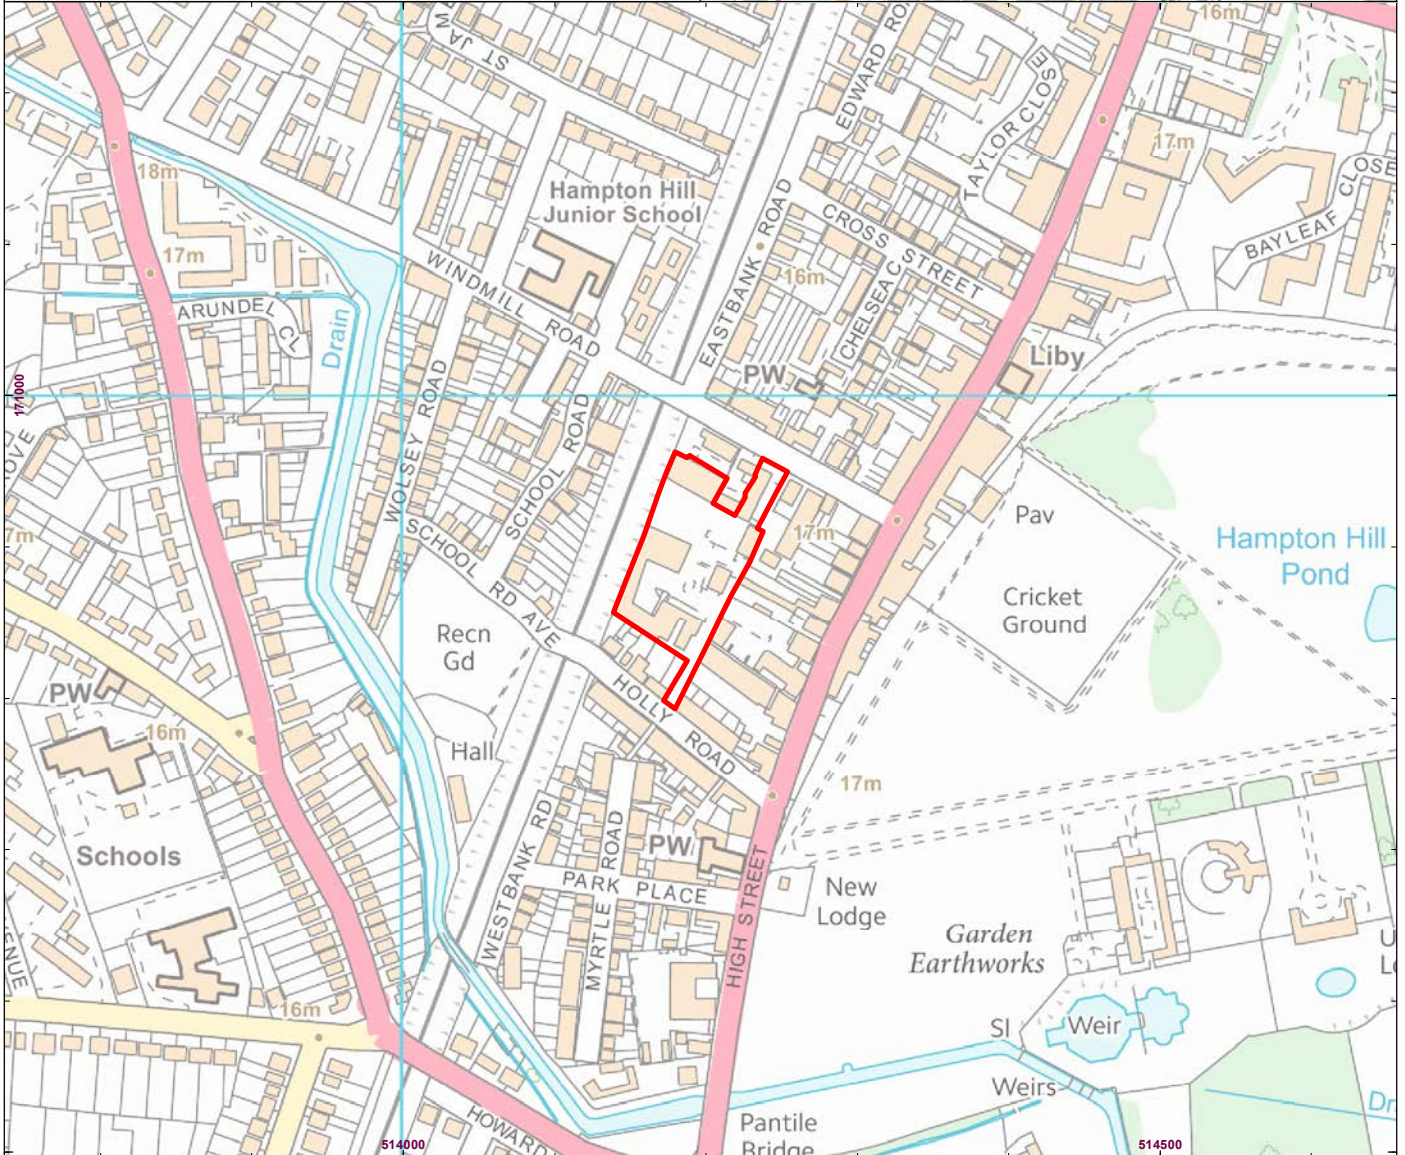 16m
ST JAM
EDWARD RO
TAYLOR CLOSE
17m
18m
Hampton Hill
Junior School
EASTBANK ROAD
CROSS STREET
BAYLEAF CLOSE
17m
WINDMILL ROAD
16m
CHELSEA C
ARUNDEL CL
Drain
PW
Liby
171000
WOLSEY ROAD
SCHOOL ROAD
OVE
7m
SCHOOL RD AVE
17m
Pav
Hampton Hill
Pond
Cricket
Ground
Recn
Gd
PW
16m
HOLLY ROAD
Hall
17m
Schools
WESTBANK RD
MYRTLE ROAD
PW
PARK PLACE
HIGH STREET
New
Lodge
Garden
Earthworks
ENUE
16m
Sl
Weir
Weirs
Dr
HOWARD
Pantile
Bridge
514000
514500